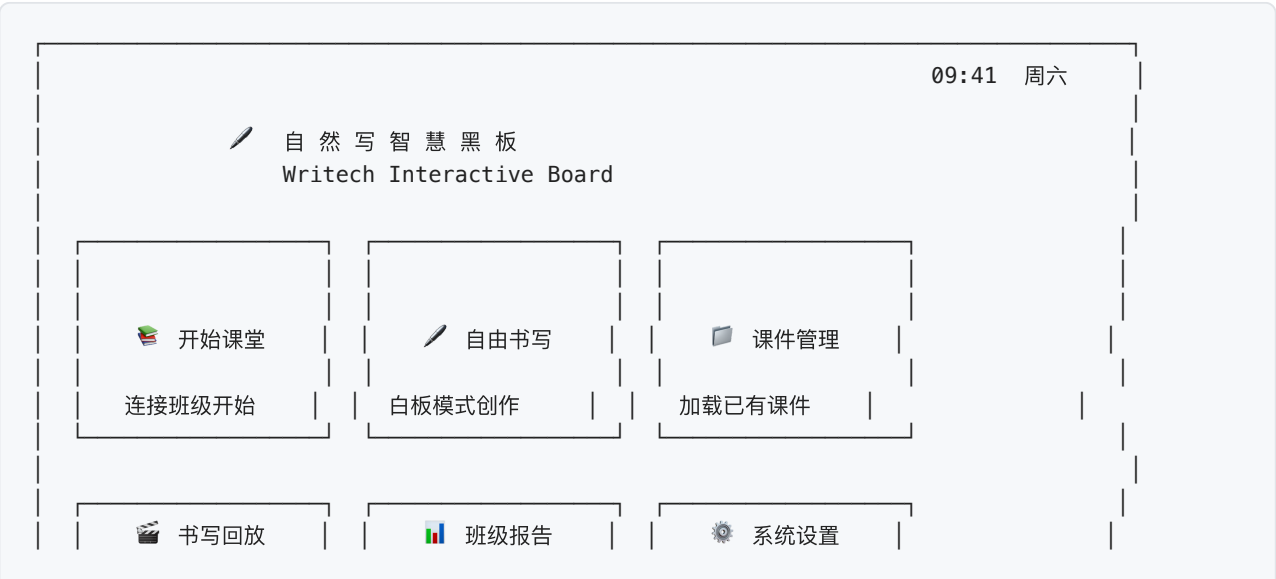 09:41 周六
自 然 写 智 慧 黑 板
Writech Interactive Board
开始课堂 自由书写 课件管理
连接班级开始 白板模式创作 加载已有课件
书写回放 班级报告 系统设置